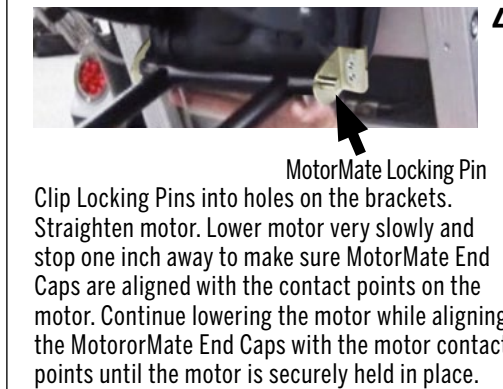 MotorMate Locking Pin
Clip Locking Pins into holes on the brackets.
Straighten motor. Lower motor very slowly and
stop one inch away to make sure MotorMate End
Caps are aligned with the contact points on the
motor. Continue lowering the motor while aligning
the MotororMate End Caps with the motor contact
points until the motor is securely held in place.